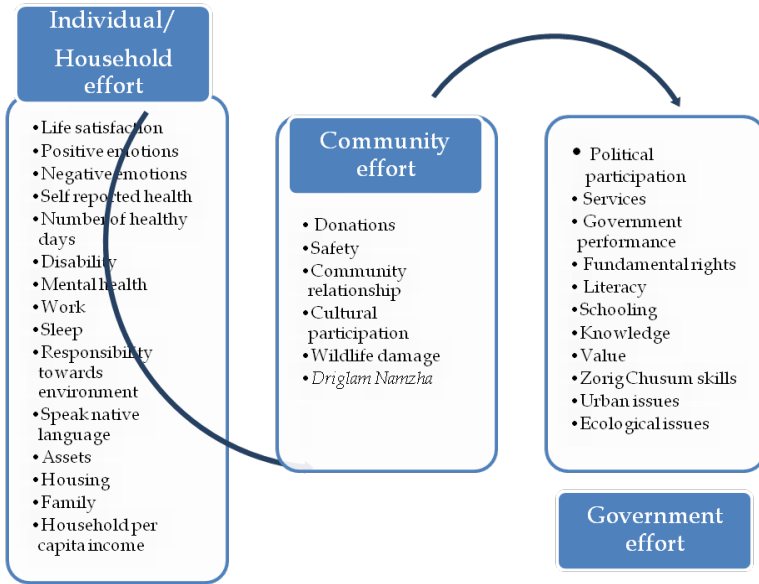 Individual/
Household
effort
•Life satisfaction
•Positive emotions
•Negative emotions
•Self reported health
•Number of healthy
days
•Disability
•Mental health
•Work
•Sleep
•Responsibility
towards
environment
•Speak native
language
•Assets
•Housing
•Family
•Household per
capita income
Community
effort
• Donations
•Safety
•Community
relationship
•Cultural
participation
•Wildlife damage
•Driglam Namzha
• Political
participation
•Services
•Government
performance
•Fundamental rights
•Literacy
•Schooling
•Knowledge
•Value
•Zorig Chusum skills
•Urban issues
•Ecological issues
Government
effort